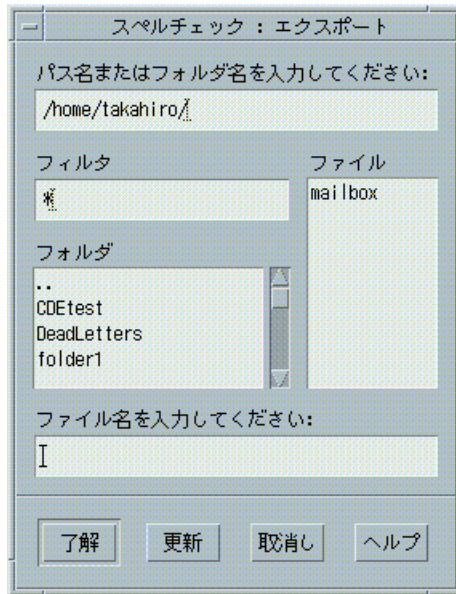 スペルチェック : エクスポート
パス名またはフォルダ名を入力してください:
/home/takahiro/
フィルタ
*
フォルダ
..
CDEtest
DeadLetters
folder1
ファイル
mailbox
ファイル名を入力してください:
了解 更新 取消し ヘルプ